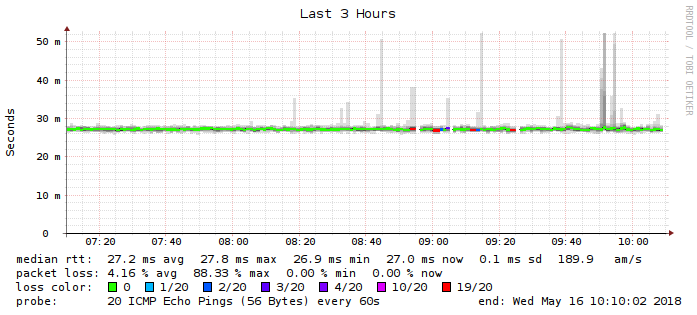 Last 3 Hours
RRDTOOL / TOBI OETIKER
Seconds
50 m
40 m
30 m
20 m
10 m
0
07:20 07:40 08:00 08:20 08:40 09:00 09:20 09:40 10:00
median rtt: 27.2 ms avg 27.8 ms max 26.9 ms min 27.0 ms now 0.1 ms sd 189.9 am/s
packet loss: 4.16 % avg 88.33 % max 0.00 % min 0.00 % now
loss color: 0 1/20 2/20 3/20 4/20 10/20 19/20
probe: 20 ICMP Echo Pings (56 Bytes) every 60s end: Wed May 16 10:10:02 2018